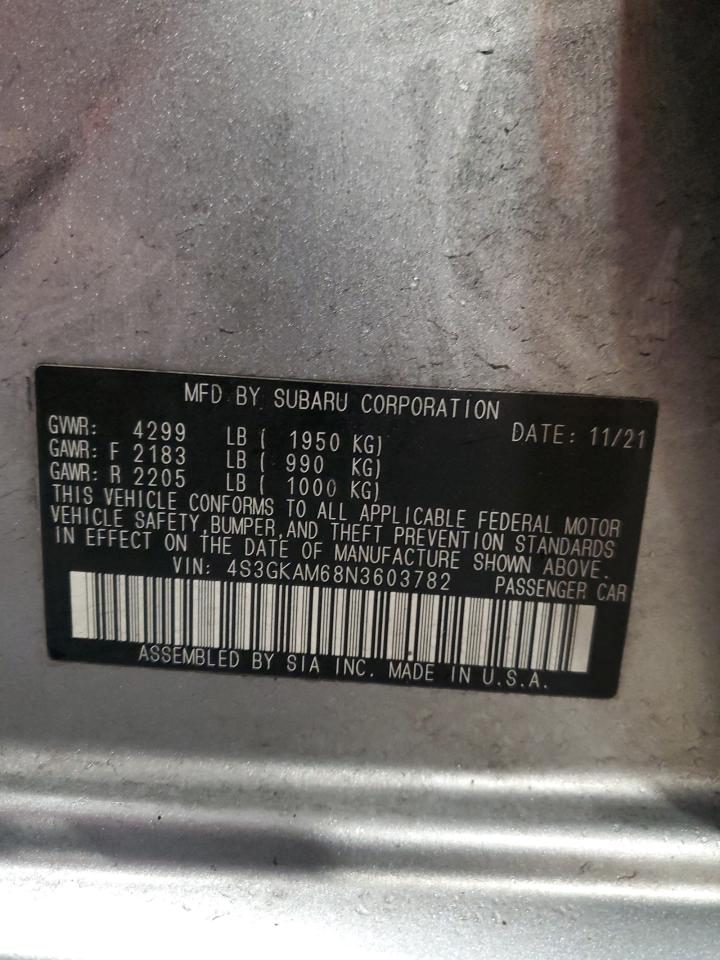 MFD BY SUBARU CORPORATION
GVWR: 4299 LB ( 1950 KG) DATE: 11/21
GAWR: F 2183 LB ( 990 KG)
GAWR: R 2205 LB ( 1000 KG)
THIS VEHICLE CONFORMS TO ALL APPLICABLE FEDERAL MOTOR
VEHICLE SAFETY,BUMPER,AND THEFT PREVENTION STANDARDS
IN EFFECT ON THE DATE OF MANUFACTURE SHOWN ABOVE.
VIN: 4S3GKAM68N3603782 PASSENGER CAR
ASSEMBLED BY SIA INC. MADE IN U.S.A.